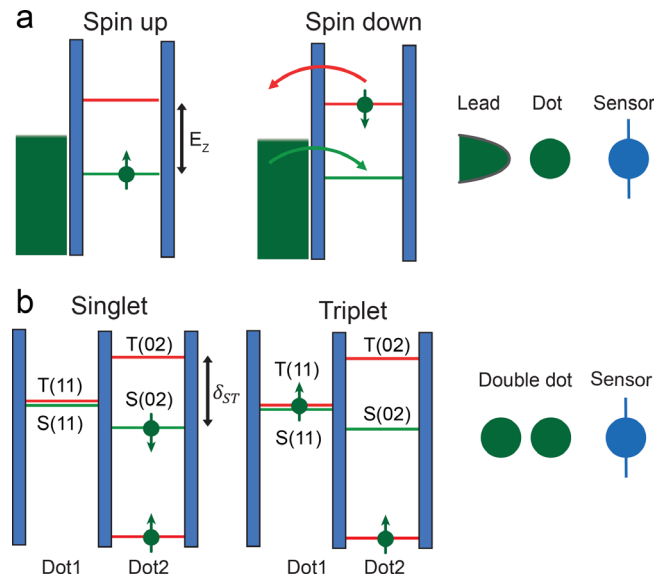 a
Spin up
Spin down
E_Z
Lead Dot Sensor
b
Singlet
Triplet
T(02)
T(11)
S(02)
S(11)
δ_ST
T(02)
T(11)
S(02)
S(11)
Double dot Sensor
Dot1 Dot2
Dot1 Dot2